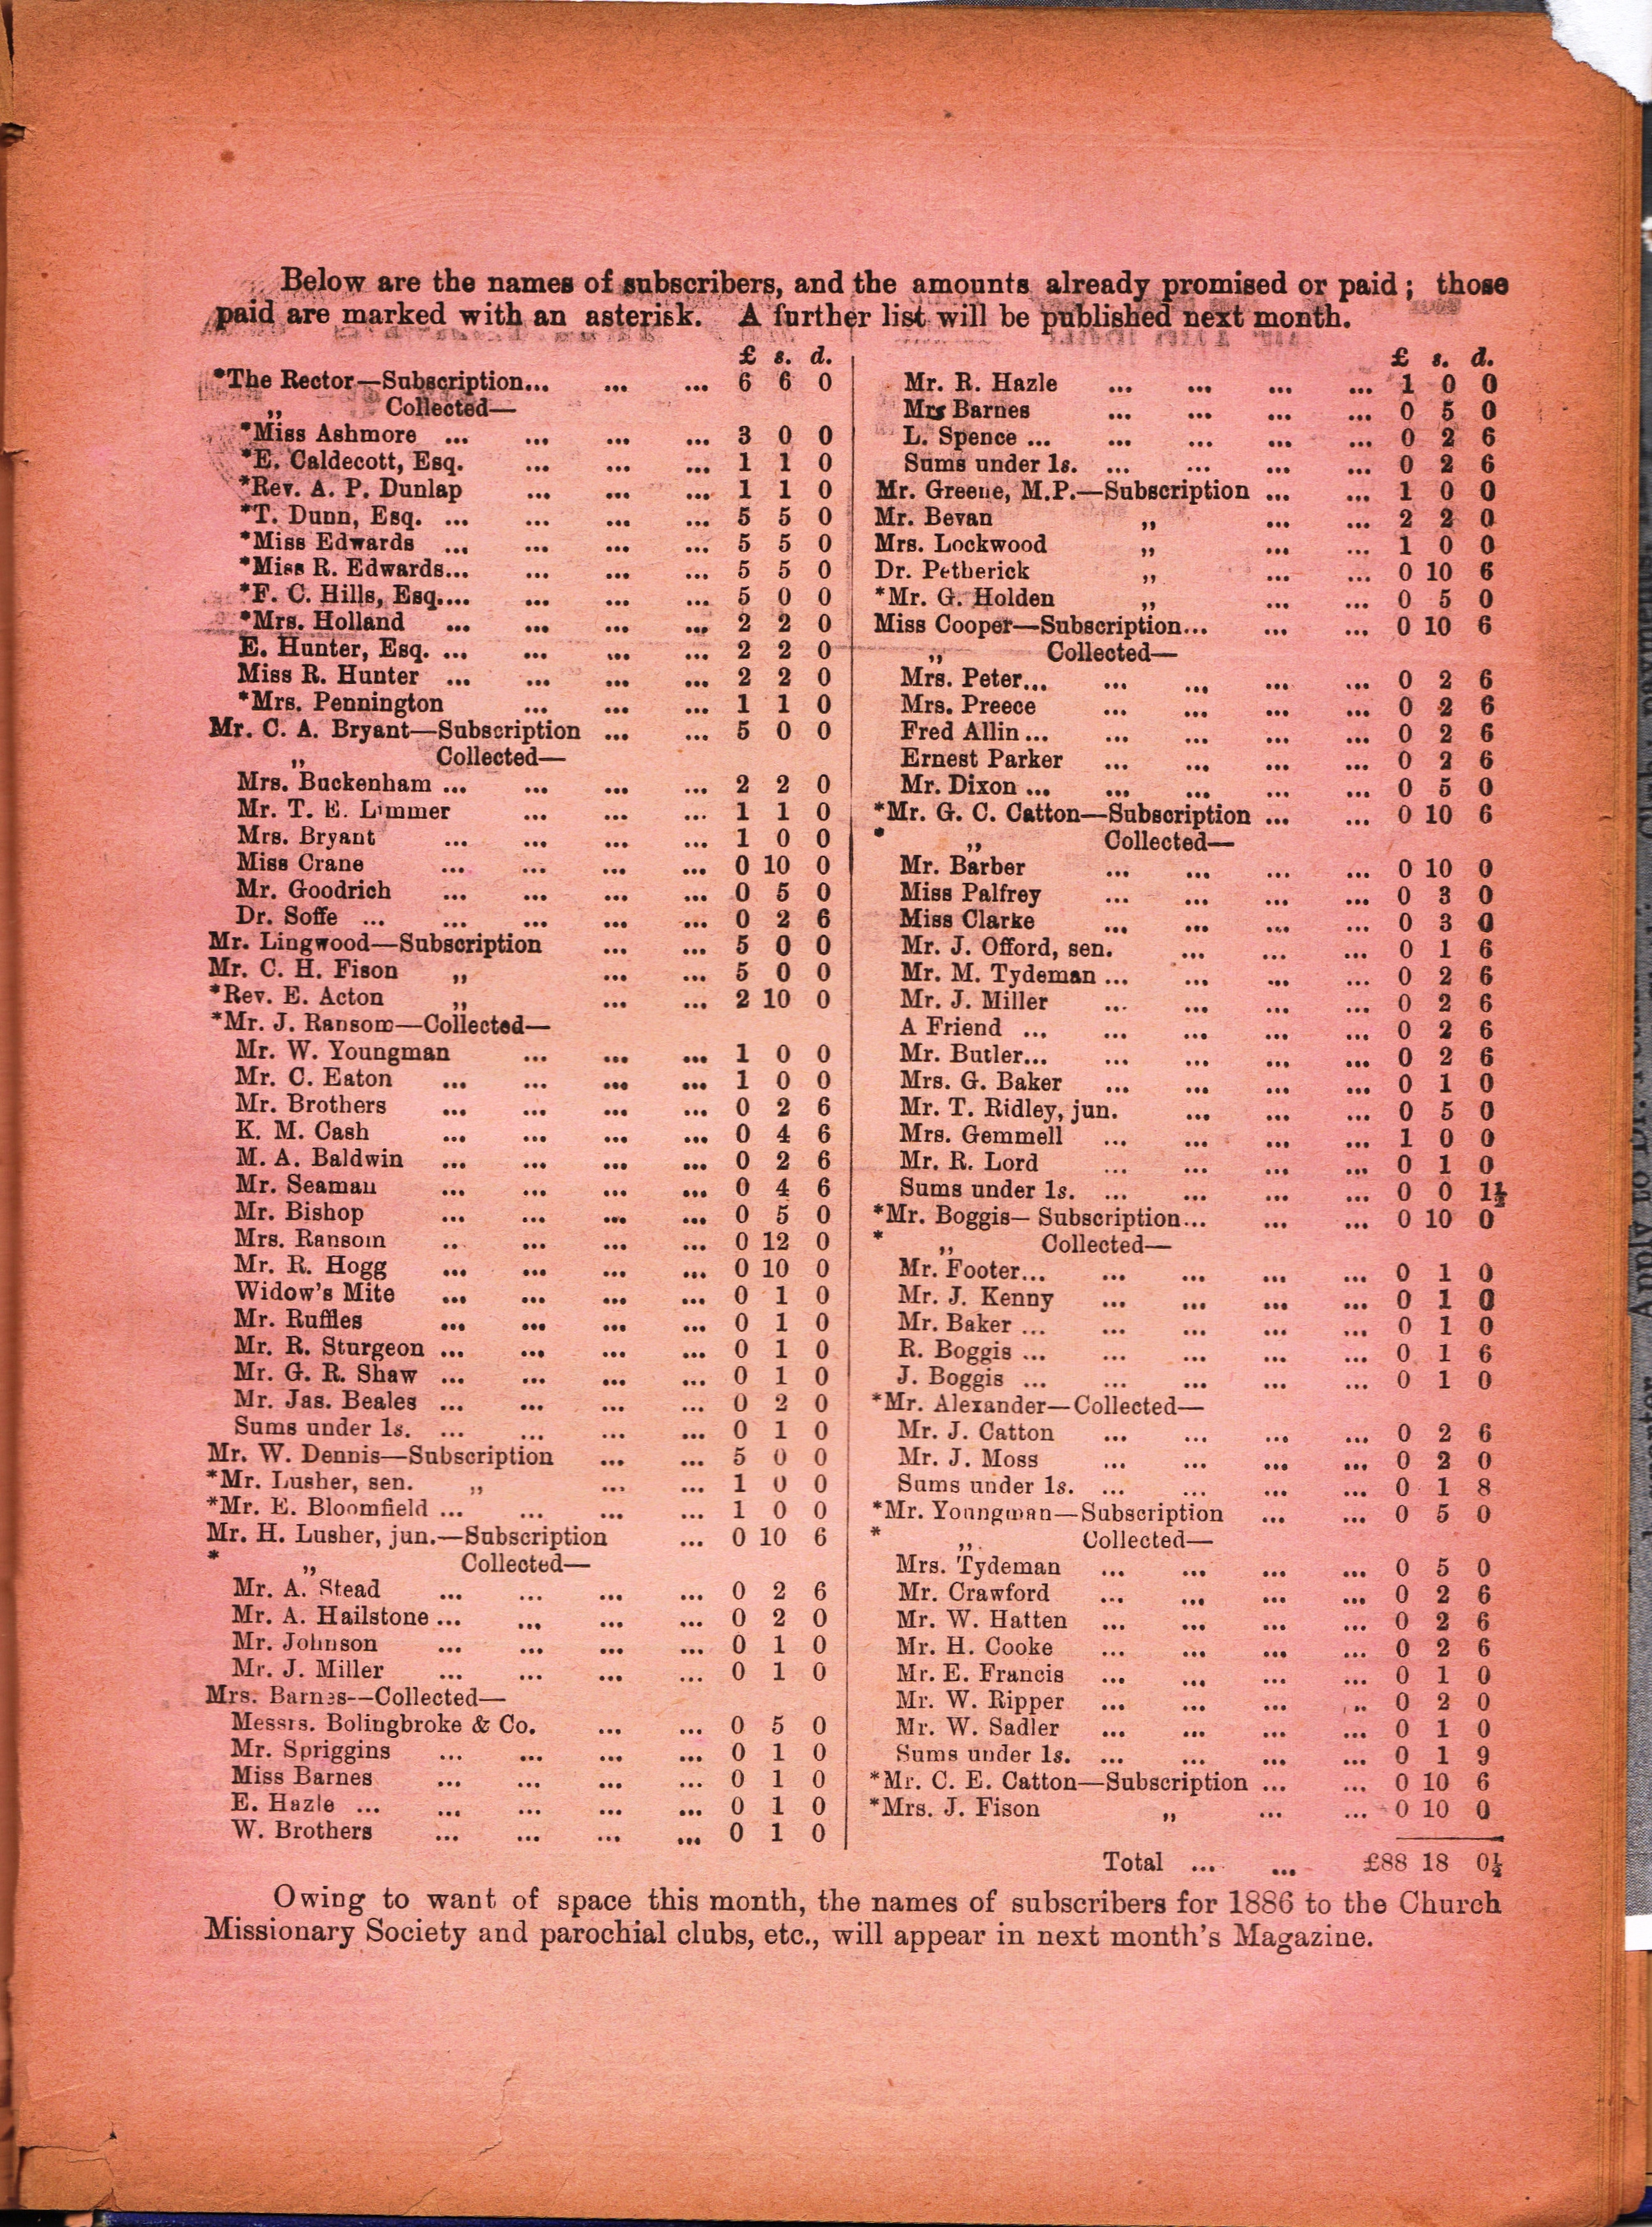 Below are the names of subscribers, and the amounts already promised or paid; those
paid are marked with an asterisk. A further list will be published next month.
£ s. d.
*The Rector—Subscription... ... ... 6 6 0
„ Collected—
*Miss Ashmore ... ... ... ... 3 0 0
*E. Caldecott, Esq. ... ... ... 1 1 0
*Rev. A. P. Dunlap ... ... ... 1 1 0
*T. Dunn, Esq. ... ... ... ... 5 5 0
*Miss Edwards ... ... ... ... 5 5 0
*Miss R. Edwards... ... ... ... 5 5 0
*F. C. Hills, Esq.... ... ... ... 5 0 0
*Mrs. Holland ... ... ... ... 2 2 0
E. Hunter, Esq. ... ... ... ... 2 2 0
Miss R. Hunter ... ... ... ... 2 2 0
*Mrs. Pennington ... ... ... 1 1 0
Mr. C. A. Bryant—Subscription ... ... 5 0 0
„ Collected—
Mrs. Buckenham ... ... ... ... 2 2 0
Mr. T. E. Limmer ... ... ... 1 1 0
Mrs. Bryant ... ... ... ... 1 0 0
Miss Crane ... ... ... ... 0 10 0
Mr. Goodrich ... ... ... ... 0 5 0
Dr. Soffe ... ... ... ... ... 0 2 6
Mr. Lingwood—Subscription ... ... 5 0 0
Mr. C. H. Fison „ ... ... 5 0 0
*Rev. E. Acton „ ... ... 2 10 0
*Mr. J. Ransom—Collected—
Mr. W. Youngman ... ... ... 1 0 0
Mr. C. Eaton ... ... ... ... 1 0 0
Mr. Brothers ... ... ... ... 0 2 6
K. M. Cash ... ... ... ... 0 4 6
M. A. Baldwin ... ... ... ... 0 2 6
Mr. Seaman ... ... ... ... 0 4 6
Mr. Bishop ... ... ... ... 0 5 0
Mrs. Ransom .. ... ... ... 0 12 0
Mr. R. Hogg ... ... ... ... 0 10 0
Widow's Mite ... ... ... ... 0 1 0
Mr. Ruffles ... ... ... ... 0 1 0
Mr. R. Sturgeon ... ... ... ... 0 1 0
Mr. G. R. Shaw ... ... ... ... 0 1 0
Mr. Jas. Beales ... ... ... ... 0 2 0
Sums under 1s. ... ... ... ... 0 1 0
Mr. W. Dennis—Subscription ... ... 5 0 0
*Mr. Lusher, sen. „ ... ... 1 0 0
*Mr. E. Bloomfield ... ... ... ... 1 0 0
Mr. H. Lusher, jun.—Subscription ... 0 10 6
* „ Collected—
Mr. A. Stead ... ... ... ... 0 2 6
Mr. A. Hailstone ... ... ... ... 0 2 0
Mr. Johnson ... ... ... ... 0 1 0
Mr. J. Miller ... ... ... ... 0 1 0
Mrs. Barnes--Collected—
Messrs. Bolingbroke & Co. ... ... 0 5 0
Mr. Spriggins ... ... ... ... 0 1 0
Miss Barnes ... ... ... ... 0 1 0
E. Hazle ... ... ... ... ... 0 1 0
W. Brothers ... ... ... ... 0 1 0
£ s. d.
Mr. R. Hazle ... ... ... ... 1 0 0
Mrs Barnes ... ... ... ... 0 5 0
L. Spence ... ... ... ... ... 0 2 6
Sums under 1s. ... ... ... ... 0 2 6
Mr. Greene, M.P.—Subscription ... ... 1 0 0
Mr. Bevan „ ... ... 2 2 0
Mrs. Lockwood „ ... ... 1 0 0
Dr. Petherick „ ... ... 0 10 6
*Mr. G. Holden „ ... ... 0 5 0
Miss Cooper—Subscription... ... ... 0 10 6
„ Collected—
Mrs. Peter... ... ... ... ... 0 2 6
Mrs. Preece ... ... ... ... 0 2 6
Fred Allin ... ... ... ... ... 0 2 6
Ernest Parker ... ... ... ... 0 2 6
Mr. Dixon ... ... ... ... ... 0 5 0
*Mr. G. C. Catton—Subscription ... ... 0 10 6
* „ Collected—
Mr. Barber ... ... ... ... 0 10 0
Miss Palfrey ... ... ... ... 0 3 0
Miss Clarke ... ... ... ... 0 3 0
Mr. J. Offord, sen. ... ... ... 0 1 6
Mr. M. Tydeman ... ... ... ... 0 2 6
Mr. J. Miller ... ... ... ... 0 2 6
A Friend ... ... ... ... ... 0 2 6
Mr. Butler... ... ... ... ... 0 2 6
Mrs. G. Baker ... ... ... ... 0 1 0
Mr. T. Ridley, jun. ... ... ... 0 5 0
Mrs. Gemmell ... ... ... ... 1 0 0
Mr. R. Lord ... ... ... ... 0 1 0
Sums under 1s. ... ... ... ... 0 0 1½
*Mr. Boggis— Subscription... ... ... 0 10 0
* „ Collected—
Mr. Footer... ... ... ... ... 0 1 0
Mr. J. Kenny ... ... ... ... 0 1 0
Mr. Baker ... ... ... ... ... 0 1 0
R. Boggis ... ... ... ... ... 0 1 6
J. Boggis ... ... ... ... ... 0 1 0
*Mr. Alexander—Collected—
Mr. J. Catton ... ... ... ... 0 2 6
Mr. J. Moss ... ... ... ... 0 2 0
Sums under 1s. ... ... ... ... 0 1 8
*Mr. Youngman—Subscription ... ... 0 5 0
* „ Collected—
Mrs. Tydeman ... ... ... ... 0 5 0
Mr. Crawford ... ... ... ... 0 2 6
Mr. W. Hatten ... ... ... ... 0 2 6
Mr. H. Cooke ... ... ... ... 0 2 6
Mr. E. Francis ... ... ... ... 0 1 0
Mr. W. Ripper ... ... ... ... 0 2 0
Mr. W. Sadler ... ... ... ... 0 1 0
Sums under 1s. ... ... ... ... 0 1 9
*Mr. C. E. Catton—Subscription ... ... 0 10 6
*Mrs. J. Fison „ ... ... 0 10 0
Total ... ... £88 18 0½
Owing to want of space this month, the names of subscribers for 1886 to the Church
Missionary Society and parochial clubs, etc., will appear in next month's Magazine.